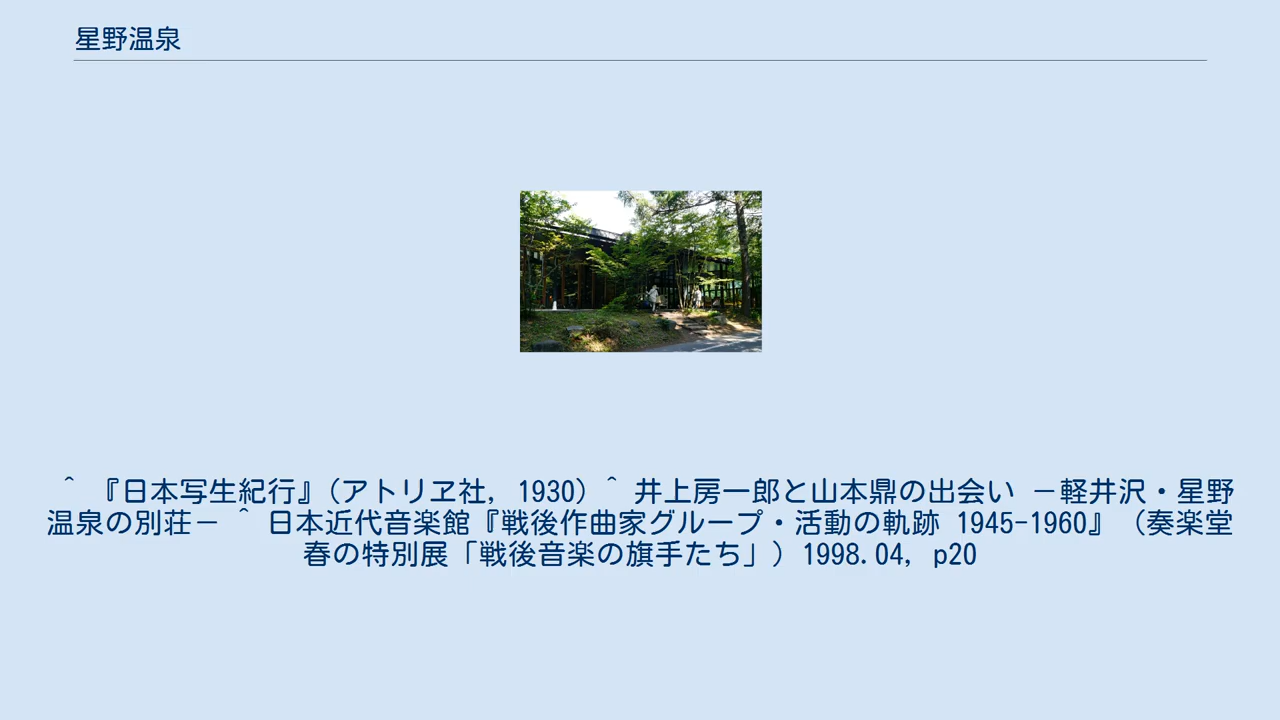 星野温泉
^ 『日本写生紀行』（アトリヱ社, 1930）^ 井上房一郎と山本鼎の出会い －軽井沢・星野
温泉の別荘－ ^ 日本近代音楽館『戦後作曲家グループ・活動の軌跡 1945-1960』 （奏楽堂
春の特別展「戦後音楽の旗手たち」）1998.04, p20